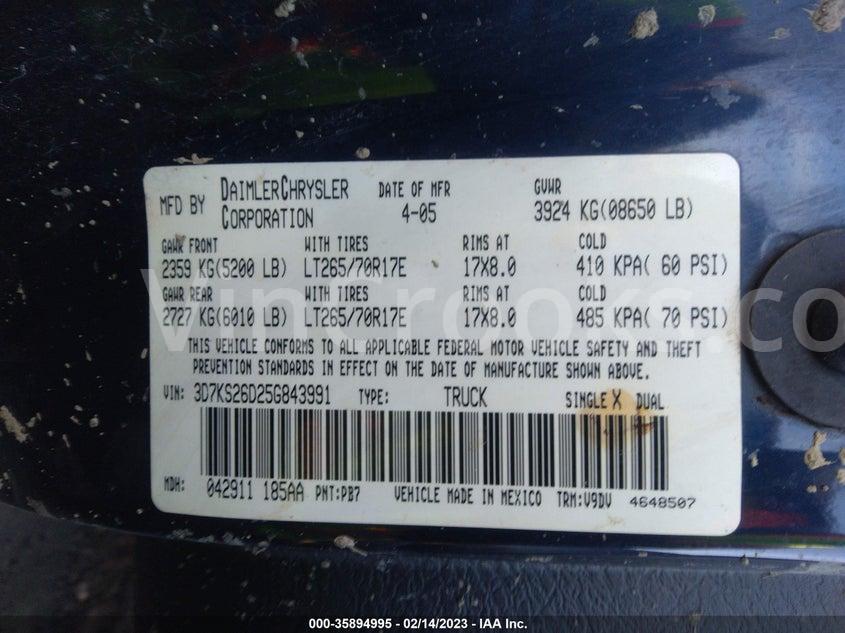 MFD BY DAIMLERCHRYSLER CORPORATION DATE OF MFR 4-05 GVWR 3924 KG(08650 LB)
GAWR FRONT WITH TIRES RIMS AT COLD
2359 KG(5200 LB) LT265/70R17E 17X8.0 410 KPA( 60 PSI)
GAWR REAR WITH TIRES RIMS AT COLD
2727 KG(6010 LB) LT265/70R17E 17X8.0 485 KPA( 70 PSI)
THIS VEHICLE CONFORMS TO ALL APPLICABLE FEDERAL MOTOR VEHICLE SAFETY AND THEFT
PREVENTION STANDARDS IN EFFECT ON THE DATE OF MANUFACTURE SHOWN ABOVE.
VIN: 3D7KS26D25G843991 TYPE: TRUCK SINGLE X DUAL
MDH: 042911 185AA PNT:PB7 VEHICLE MADE IN MEXICO TRM:V9DV 4648507
VinCrooks.co
000-35894995 - 02/14/2023 - IAA Inc.